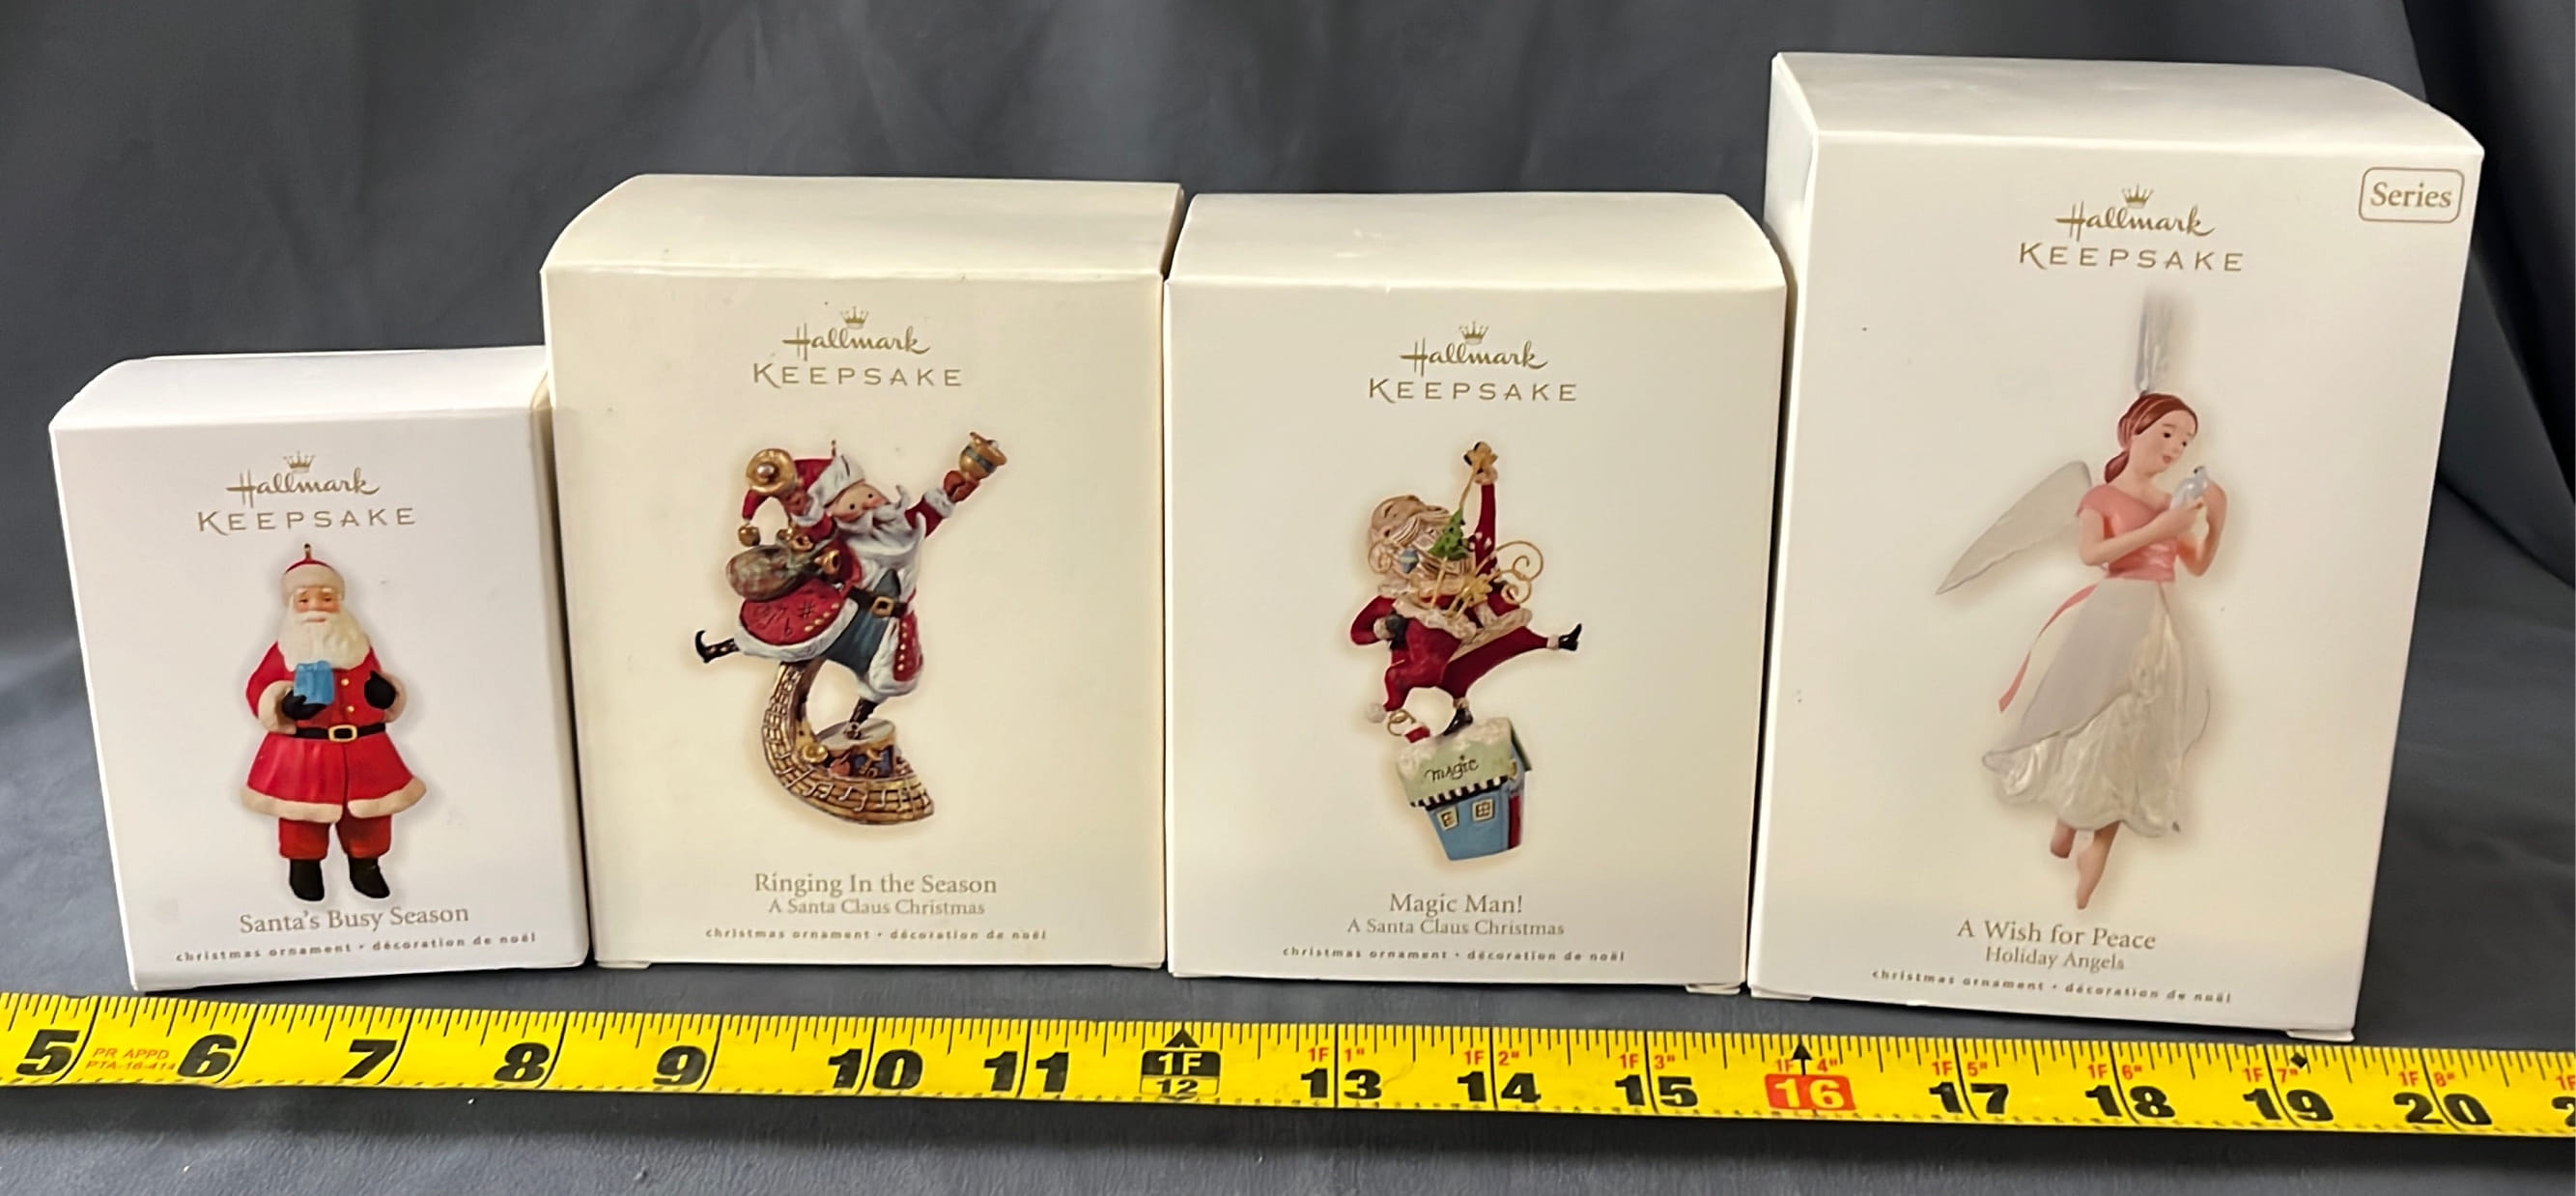 Hallmark
KEEPSAKE
Santa's Busy Season
christmas ornament • décoration de noël
Hallmark
KEEPSAKE
Ringing In the Season
A Santa Claus Christmas
christmas ornament • décoration de noël
Hallmark
KEEPSAKE
magic
Magic Man!
A Santa Claus Christmas
christmas ornament • décoration de noël
Series
Hallmark
KEEPSAKE
A Wish for Peace
Holiday Angels
christmas ornament • décoration de noël
1F 1" 1F 2" 1F 3" 1F 4" 1F 5" 1F 6" 1F 7" 1F 8"
5 PR APPD 6 7 8 9 10 11 1F 13 14 15 16 17 18 19 20
PTA-16-414 12